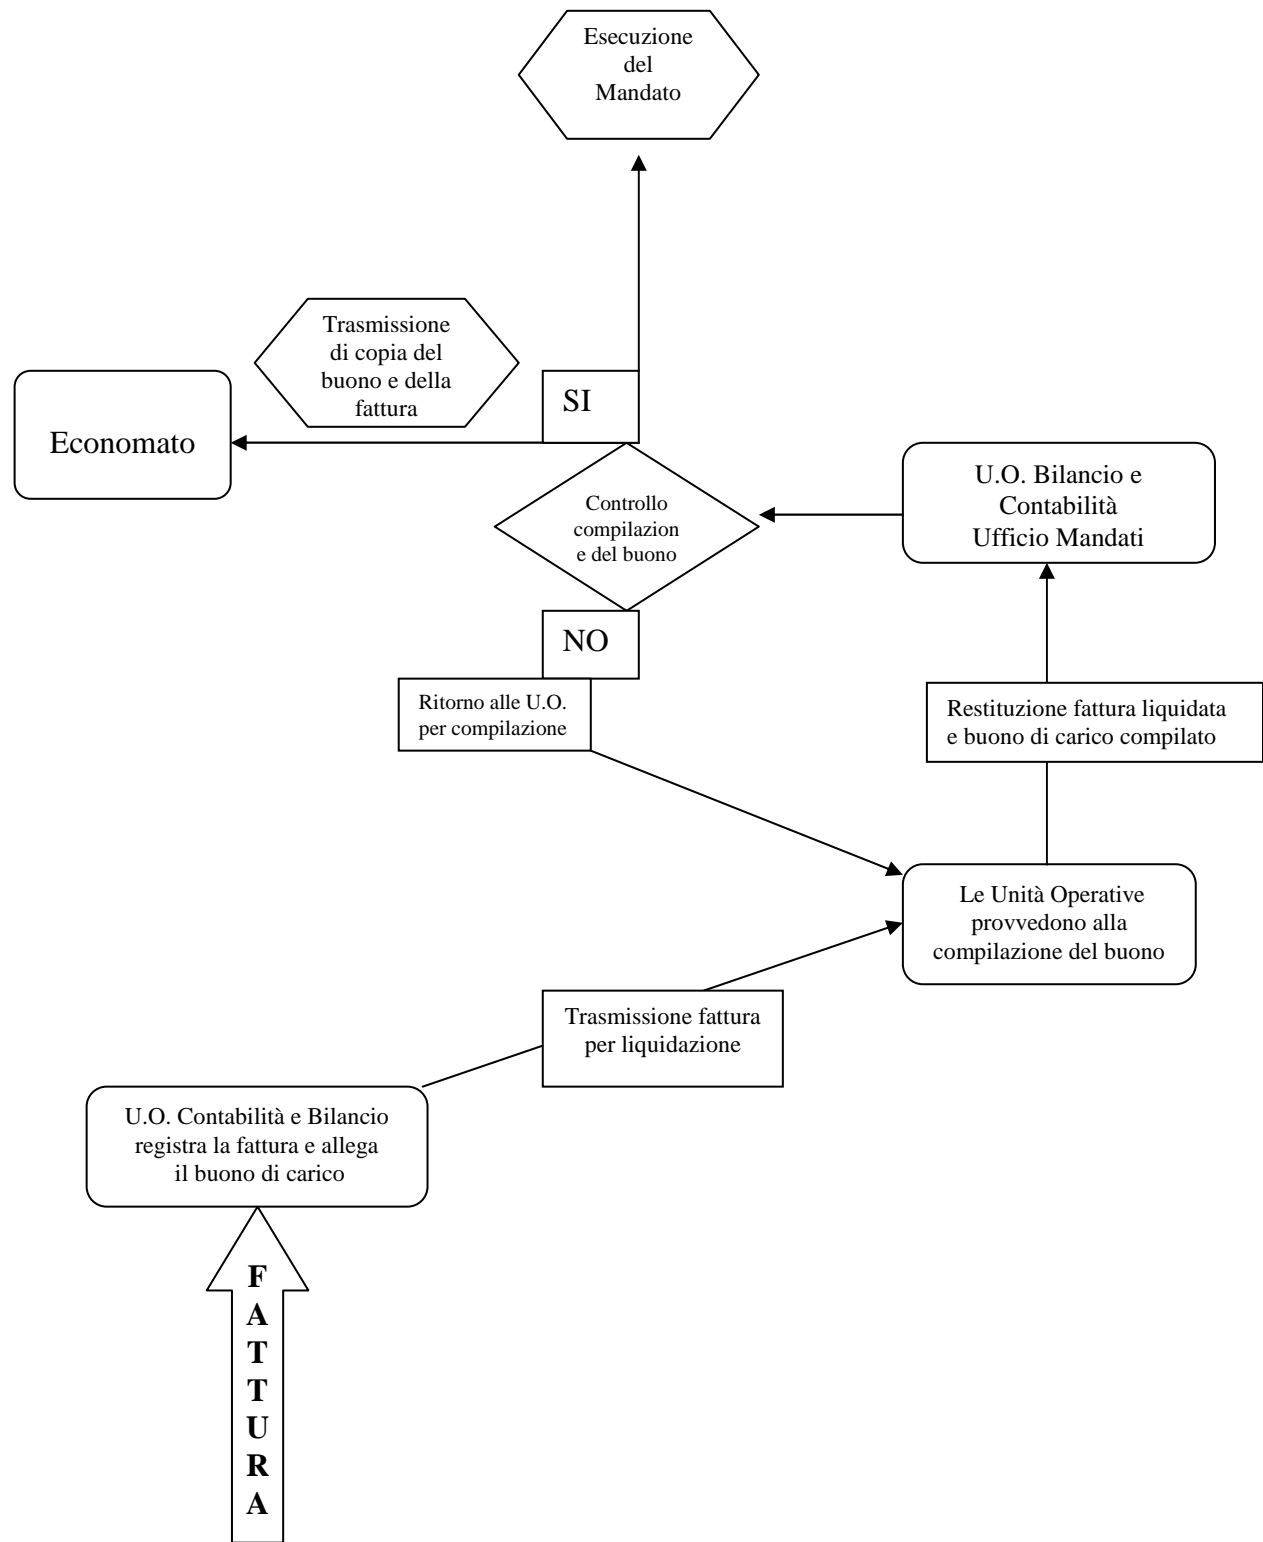 Esecuzione
del
Mandato
Trasmissione
di copia del
buono e della
fattura
SI
Economato
Controllo
compilazion
e del buono
U.O. Bilancio e
Contabilità
Ufficio Mandati
NO
Ritorno alle U.O.
per compilazione
Restituzione fattura liquidata
e buono di carico compilato
Le Unità Operative
provvedono alla
compilazione del buono
Trasmissione fattura
per liquidazione
U.O. Contabilità e Bilancio
registra la fattura e allega
il buono di carico
F
A
T
T
U
R
A